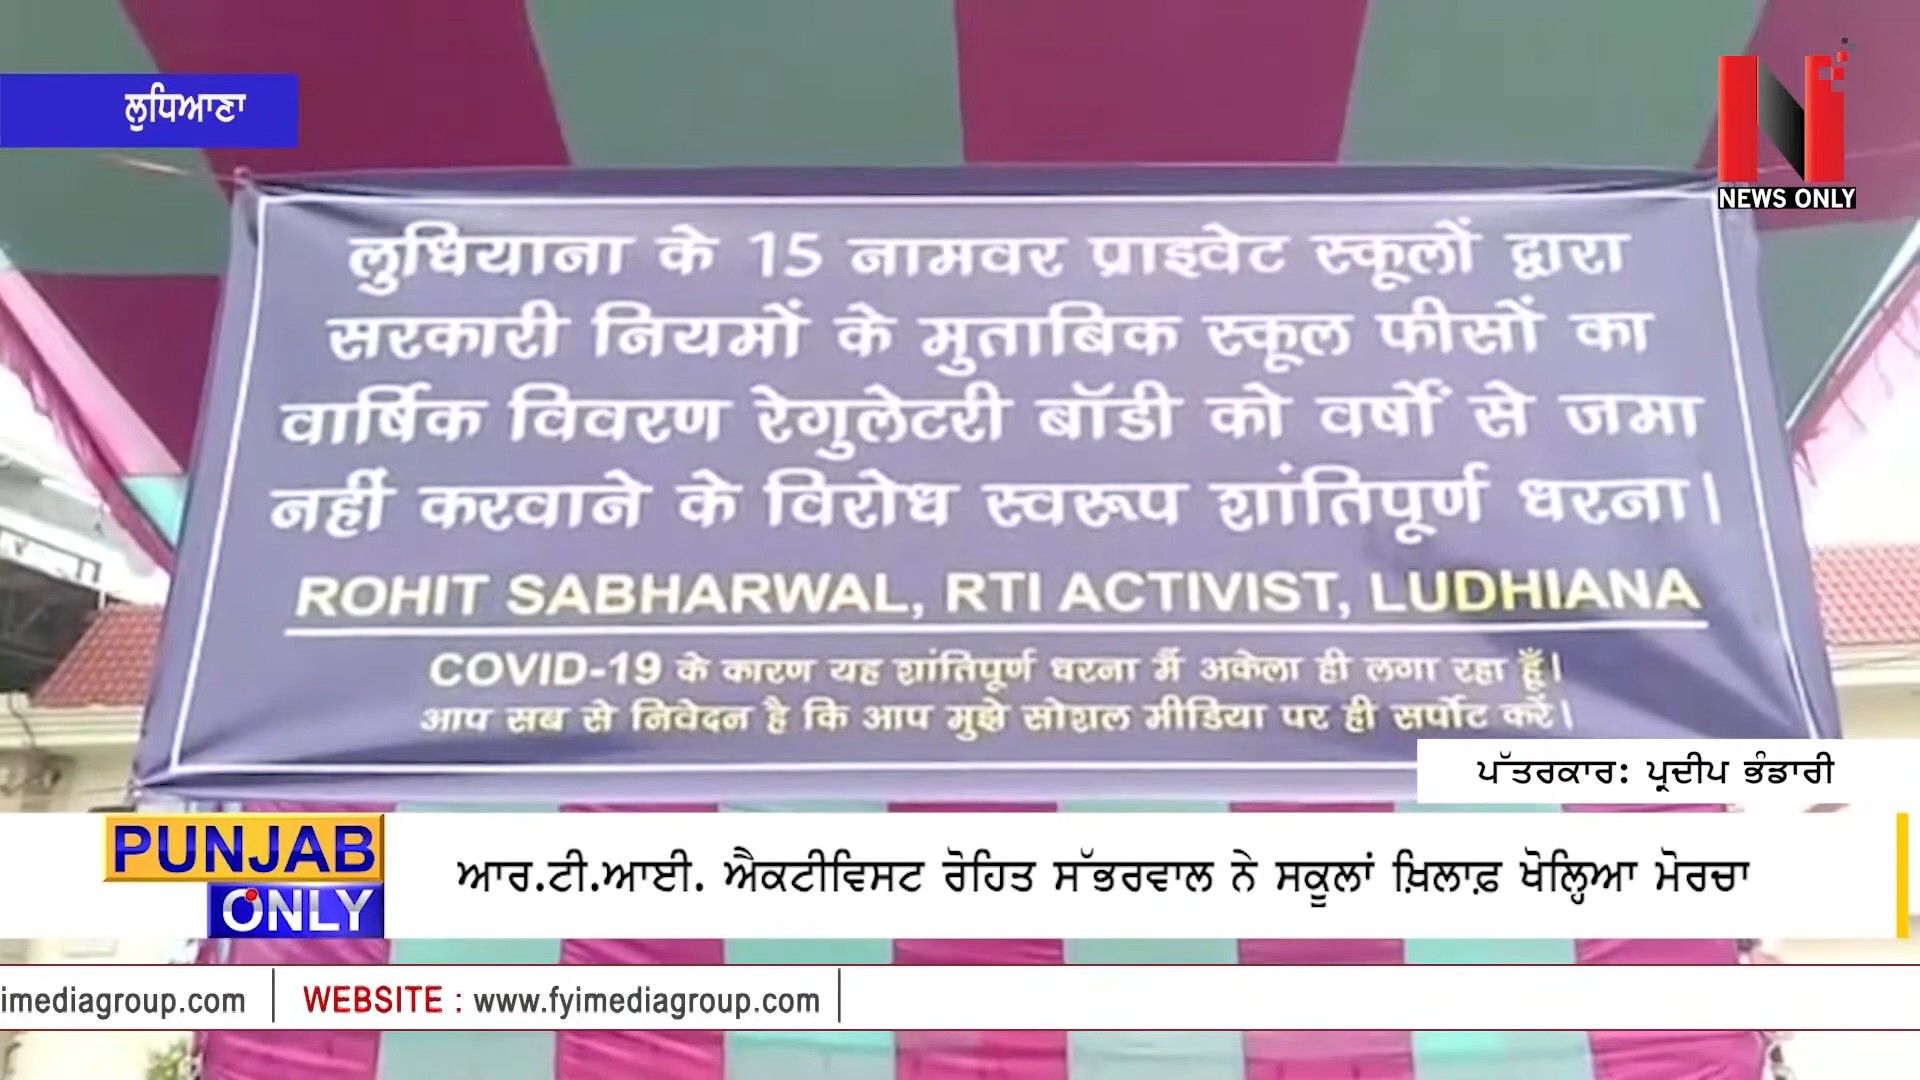 ਲੁਧਿਆਣਾ
NEWS ONLY
लुधियाना के 15 नामवर प्राइवेट स्कूलों द्वारा
सरकारी नियमों के मुताबिक स्कूल फीसों का
वार्षिक विवरण रेगुलेटरी बॉडी को वर्षों से जमा
नहीं करवाने के विरोध स्वरूप शांतिपूर्ण धरना।
ROHIT SABHARWAL, RTI ACTIVIST, LUDHIANA
COVID-19 के कारण यह शांतिपूर्ण धरना मैं अकेला ही लगा रहा हूँ।
आप सब से निवेदन है कि आप मुझे सोशल मीडिया पर ही सर्पोट करें।
ਪੱਤਰਕਾਰ: ਪ੍ਰਦੀਪ ਭੰਡਾਰੀ
PUNJAB
ONLY
ਆਰ.ਟੀ.ਆਈ. ਐਕਟੀਵਿਸਟ ਰੋਹਿਤ ਸੱਭਰਵਾਲ ਨੇ ਸਕੂਲਾਂ ਖ਼ਿਲਾਫ਼ ਖੋਲ੍ਹਿਆ ਮੋਰਚਾ
imediagroup.com | WEBSITE : www.fyimediagroup.com |